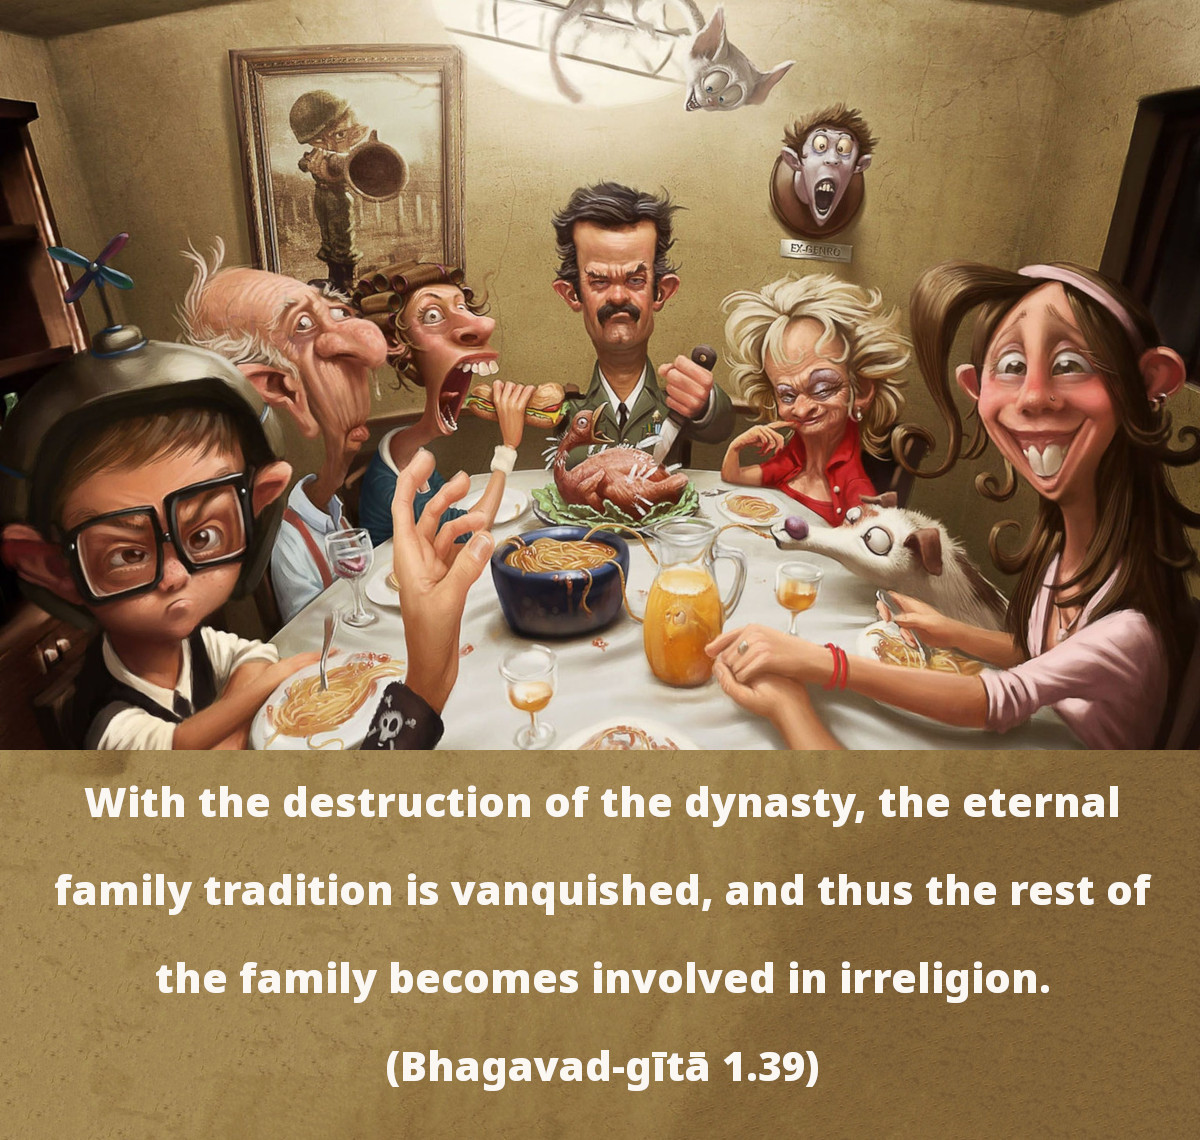 EX-GENRO
With the destruction of the dynasty, the eternal
family tradition is vanquished, and thus the rest of
the family becomes involved in irreligion.
(Bhagavad-gītā 1.39)